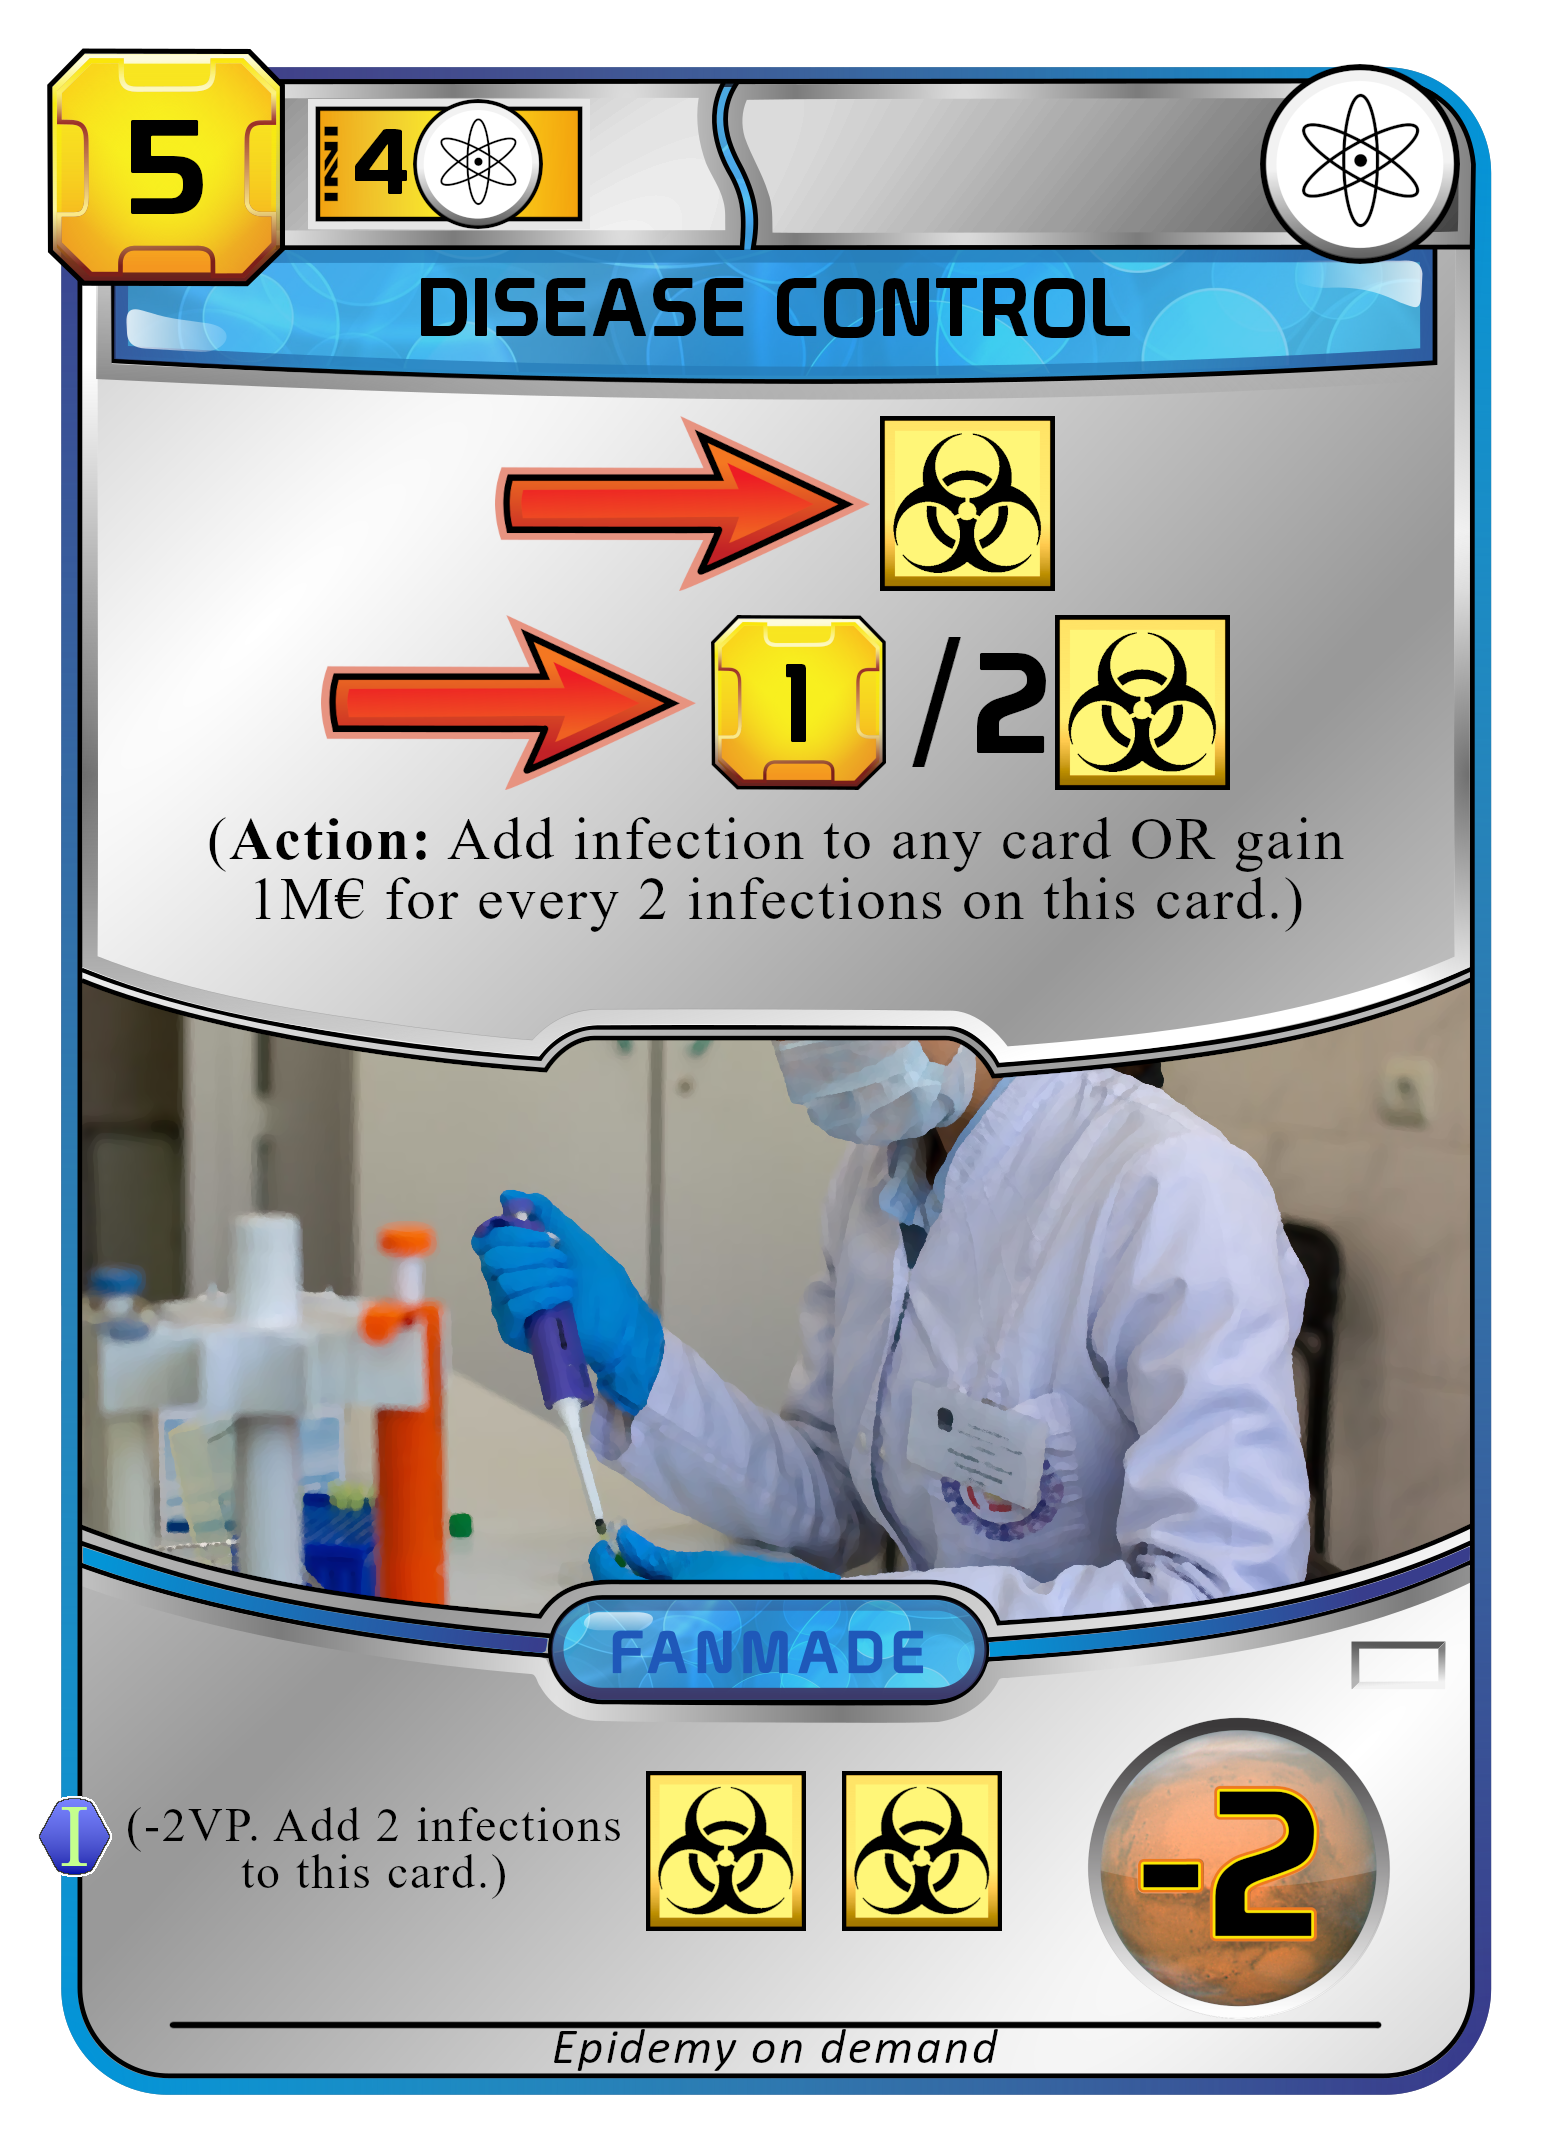 5
INI 4
DISEASE CONTROL
1 /2
(Action: Add infection to any card OR gain
1M€ for every 2 infections on this card.)
FANMADE
I
(-2VP. Add 2 infections
to this card.)
-2
Epidemy on demand